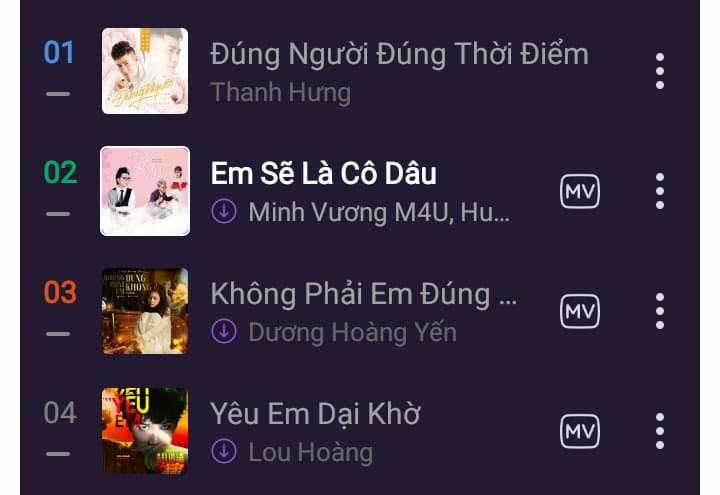 01
Đúng Người Đúng Thời Điểm
Thanh Hưng
02
Em Sẽ Là Cô Dâu
Minh Vương M4U, Hu...
MV
03
Không Phải Em Đúng ...
Dương Hoàng Yến
MV
04
Yêu Em Dại Khờ
Lou Hoàng
MV